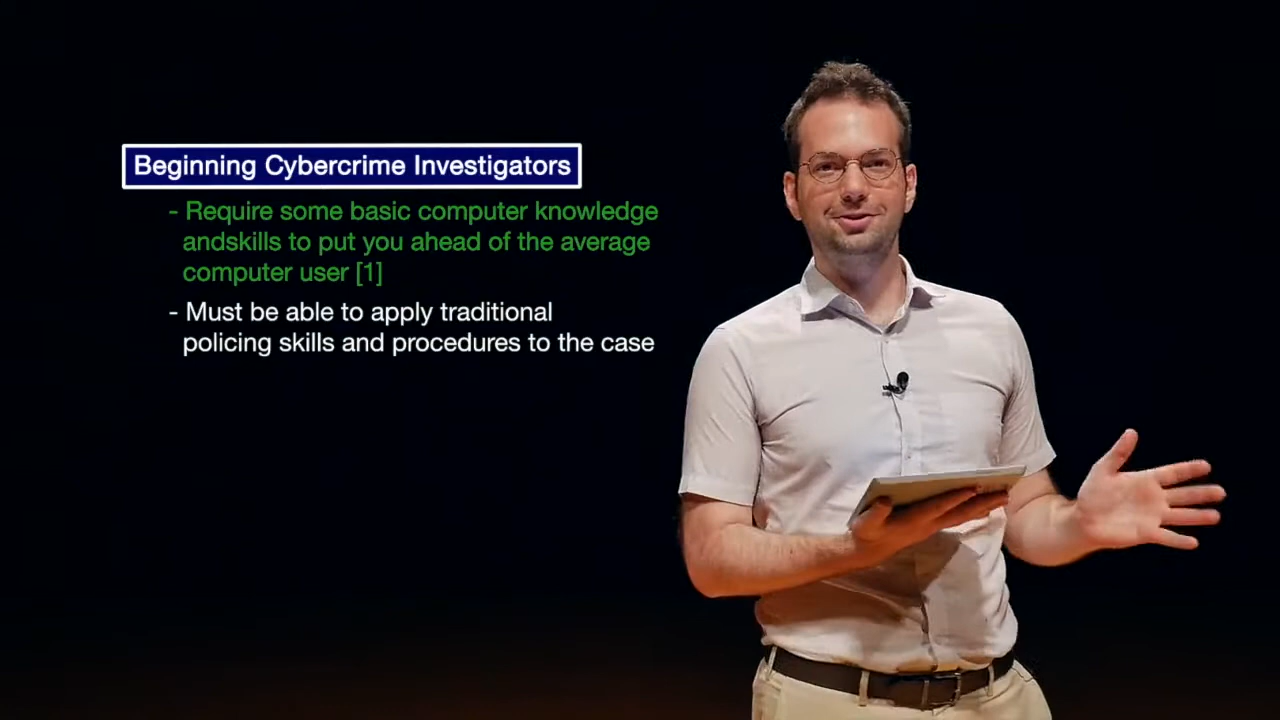 Beginning Cybercrime Investigators
- Require some basic computer knowledge
andskills to put you ahead of the average
computer user [1]
- Must be able to apply traditional
policing skills and procedures to the case